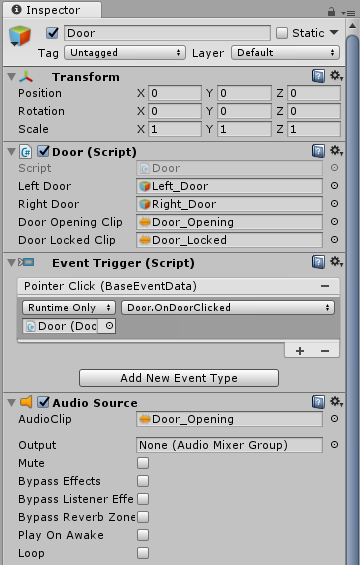 Inspector
Door Static
Tag Untagged Layer Default
Transform
Position X 0 Y 0 Z 0
Rotation X 0 Y 0 Z 0
Scale X 1 Y 1 Z 1
Door (Script)
Script Door
Left Door Left_Door
Right Door Right_Door
Door Opening Clip Door_Opening
Door Locked Clip Door_Locked
Event Trigger (Script)
Pointer Click (BaseEventData)
Runtime Only Door.OnDoorClicked
Door (Doc
Add New Event Type
Audio Source
AudioClip Door_Opening
Output None (Audio Mixer Group)
Mute
Bypass Effects
Bypass Listener Effe
Bypass Reverb Zone
Play On Awake
Loop